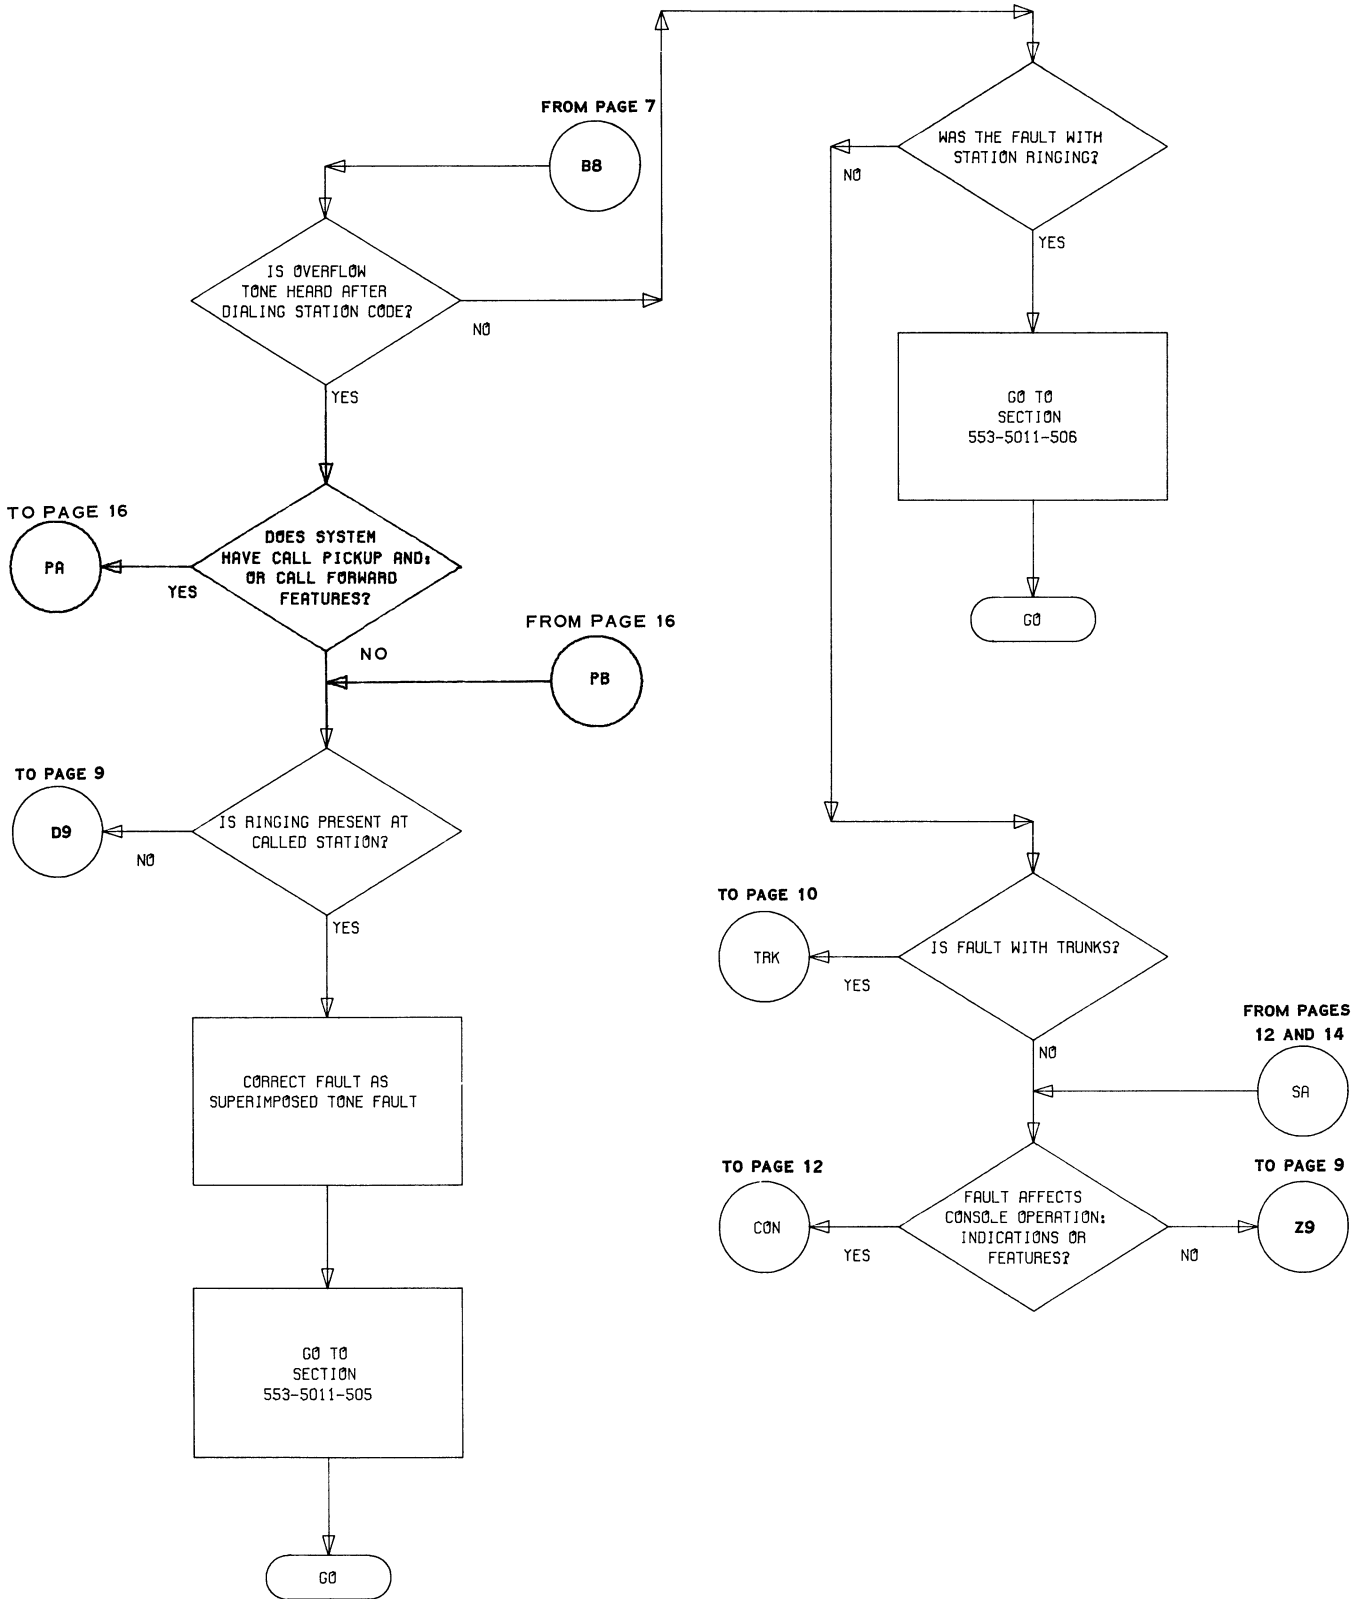 FROM PAGE 7
B8
IS OVERFLOW
TONE HEARD AFTER
DIALING STATION CODE?
NO
YES
TO PAGE 16
PA
YES
DOES SYSTEM
HAVE CALL PICKUP AND:
OR CALL FORWARD
FEATURES?
NO
FROM PAGE 16
PB
TO PAGE 9
D9
NO
IS RINGING PRESENT AT
CALLED STATION?
YES
CORRECT FAULT AS
SUPERIMPOSED TONE FAULT
GO TO
SECTION
553-5011-505
GO
WAS THE FAULT WITH
STATION RINGING?
NO
YES
GO TO
SECTION
553-5011-506
GO
TO PAGE 10
TRK
YES
IS FAULT WITH TRUNKS?
NO
FROM PAGES
12 AND 14
SA
TO PAGE 12
CON
YES
FAULT AFFECTS
CONSOLE OPERATION:
INDICATIONS OR
FEATURES?
NO
TO PAGE 9
Z9